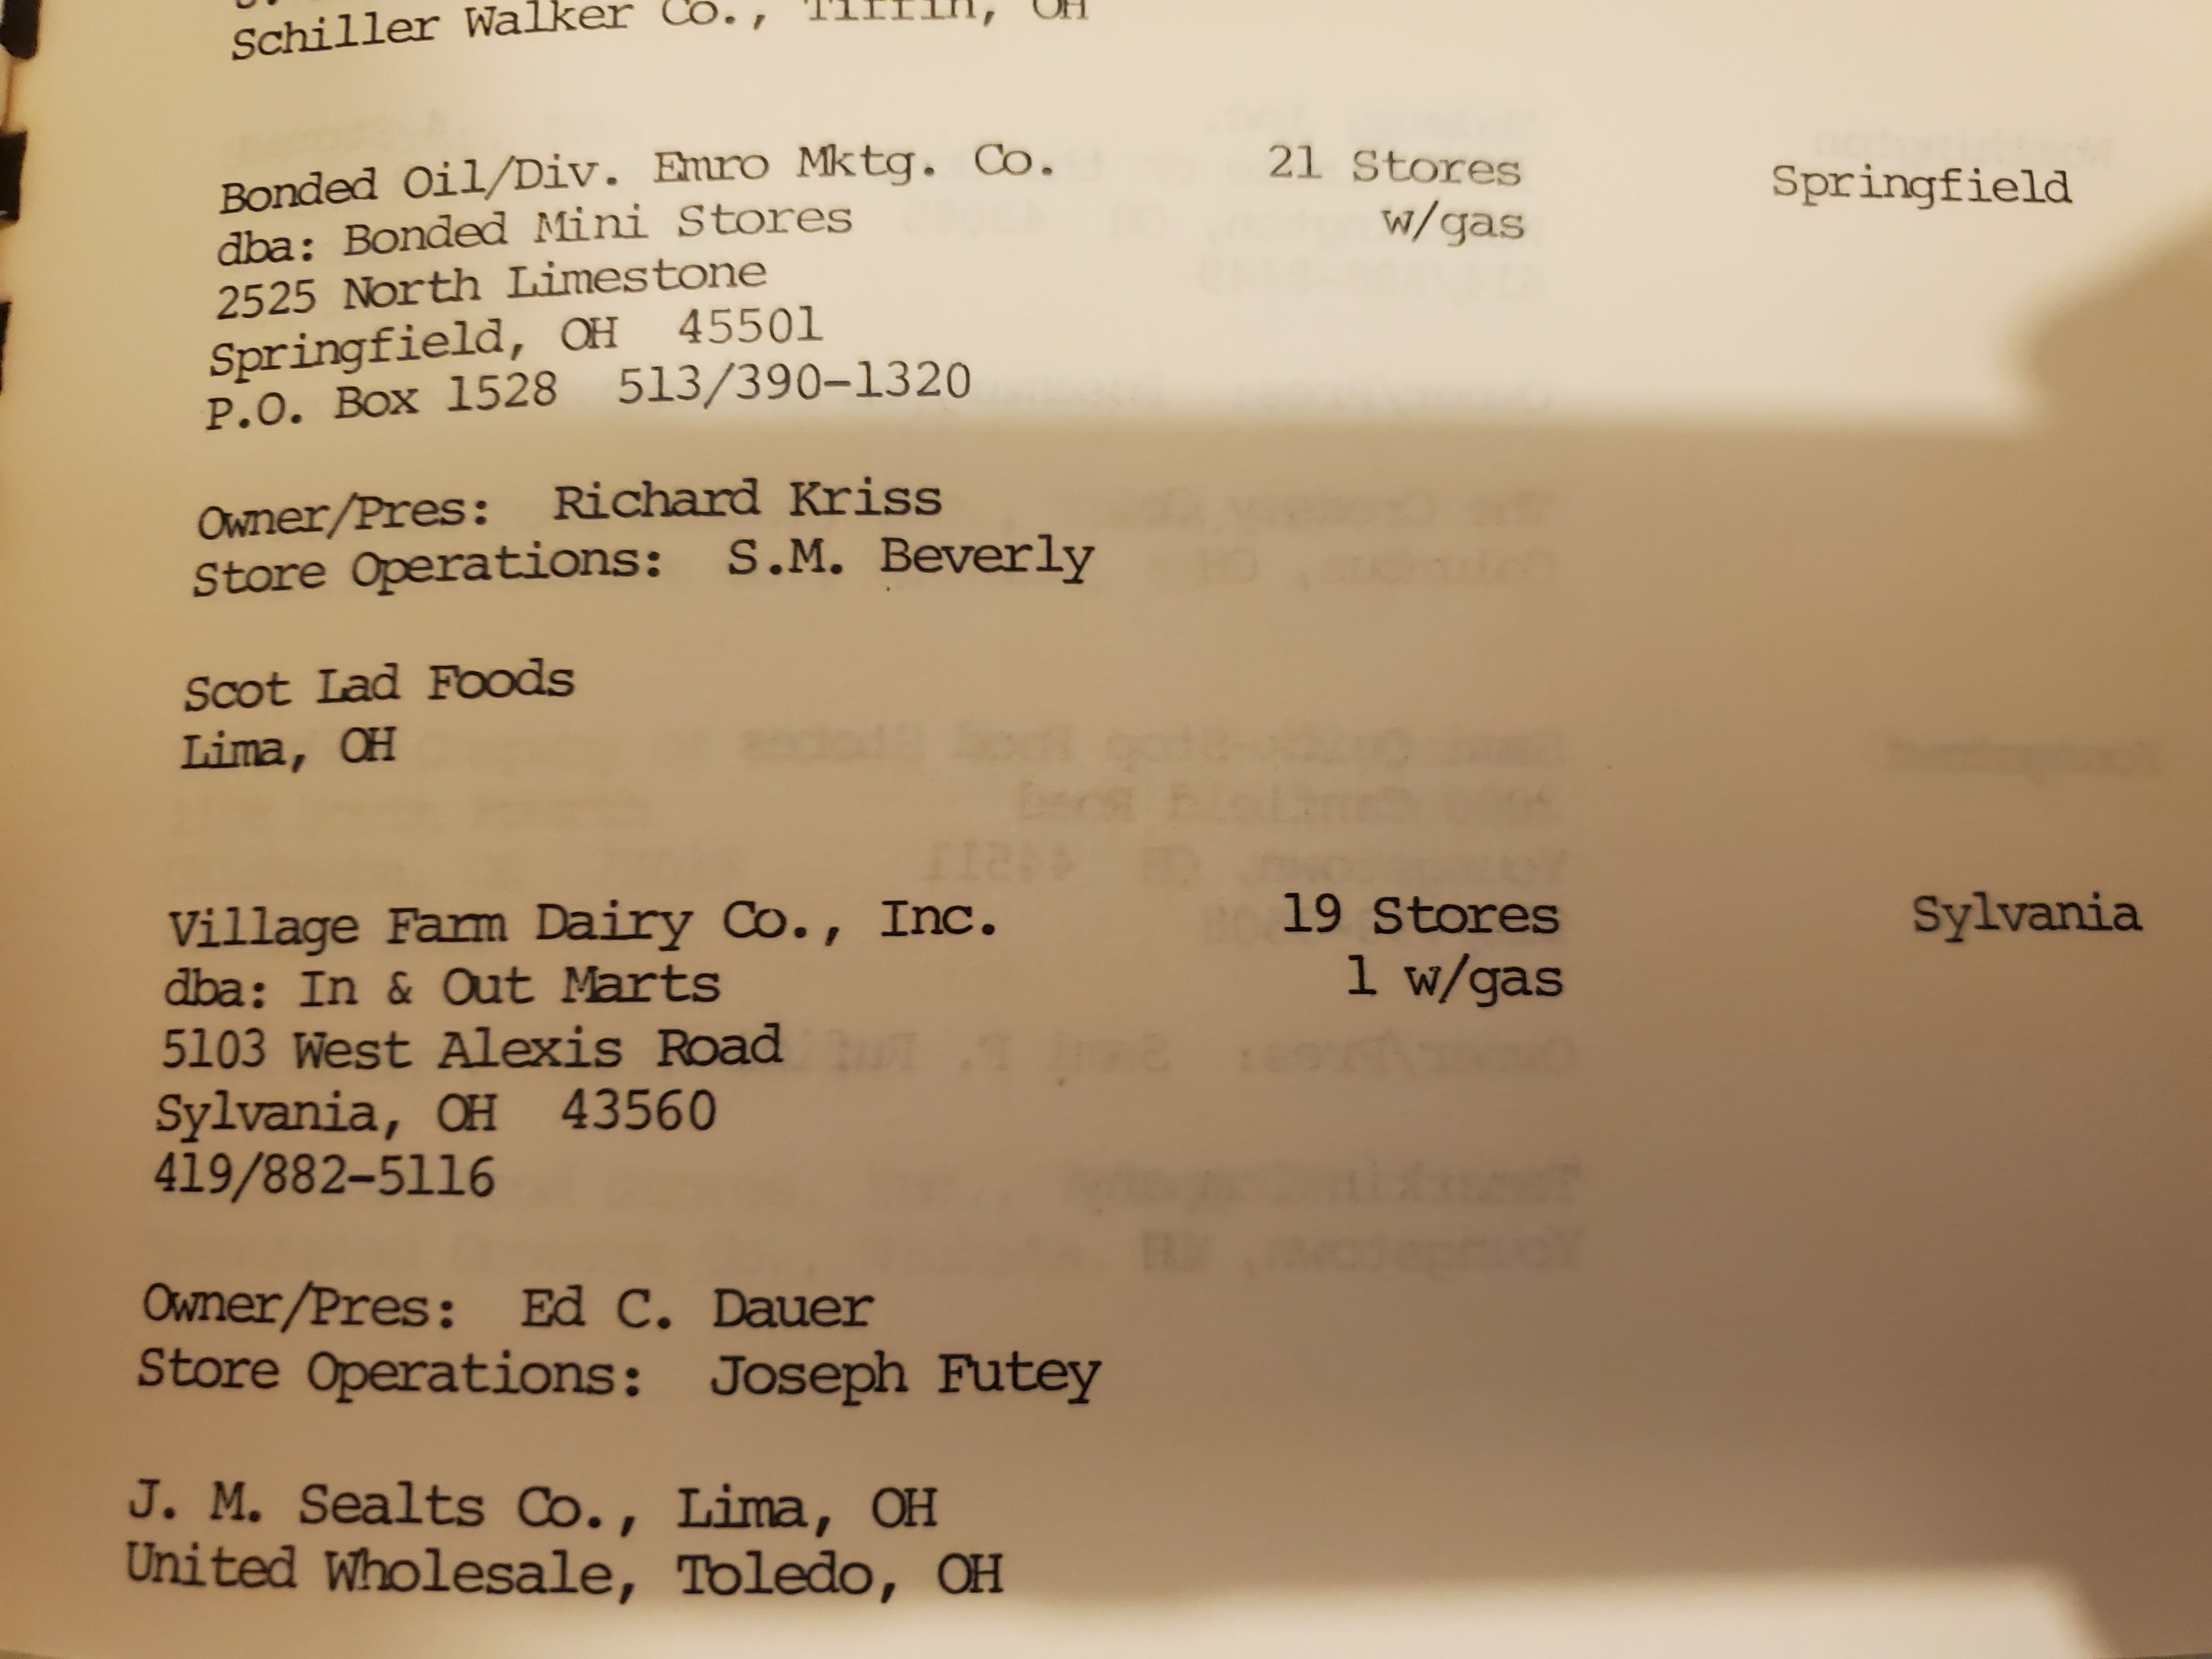 Schiller Walker Co., Tiffin, OH
Bonded Oil/Div. Emro Mktg. Co. 21 Stores Springfield
dba: Bonded Mini Stores w/gas
2525 North Limestone
Springfield, OH 45501
P.O. Box 1528 513/390-1320
Owner/Pres: Richard Kriss
Store Operations: S.M. Beverly
Scot Lad Foods
Lima, OH
Village Farm Dairy Co., Inc. 19 Stores Sylvania
dba: In & Out Marts 1 w/gas
5103 West Alexis Road
Sylvania, OH 43560
419/882-5116
Owner/Pres: Ed C. Dauer
Store Operations: Joseph Futey
J. M. Sealts Co., Lima, OH
United Wholesale, Toledo, OH